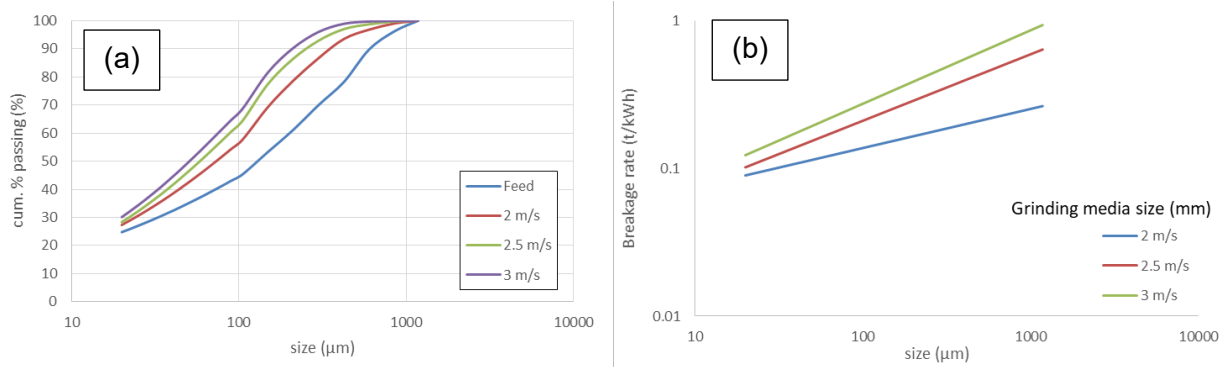 (a)
cum. % passing (%)
100
90
80
70
60
50
40
30
20
10
0
10
100
1000
10000
size (µm)
Feed
2 m/s
2.5 m/s
3 m/s
(b)
Breakage rate (t/kWh)
1
0.1
0.01
10
100
1000
10000
size (µm)
Grinding media size (mm)
2 m/s
2.5 m/s
3 m/s